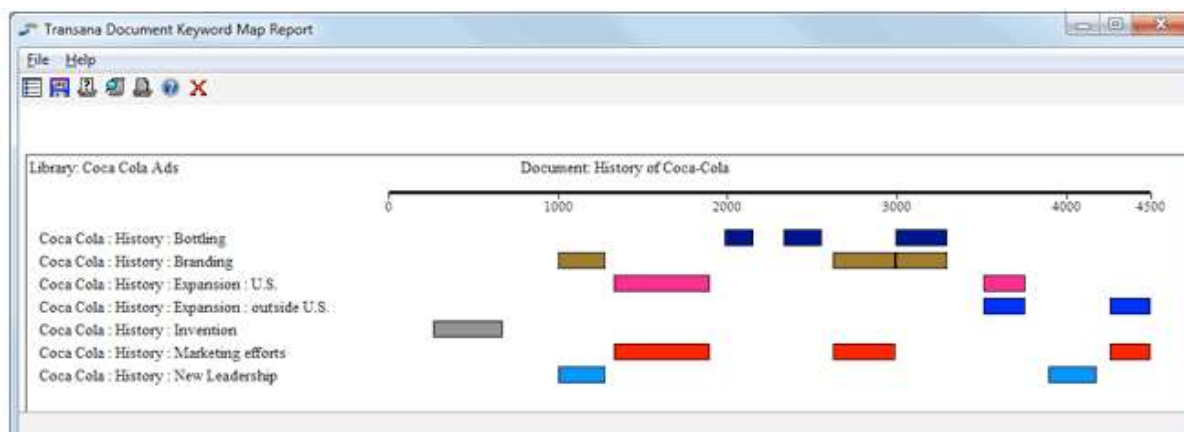 Transana Document Keyword Map Report
File Help
Library: Coca Cola Ads Document: History of Coca-Cola
0 1000 2000 3000 4000 4500
Coca Cola : History : Bottling
Coca Cola : History : Branding
Coca Cola : History : Expansion : U.S.
Coca Cola : History : Expansion : outside U.S.
Coca Cola : History : Invention
Coca Cola : History : Marketing efforts
Coca Cola : History : New Leadership